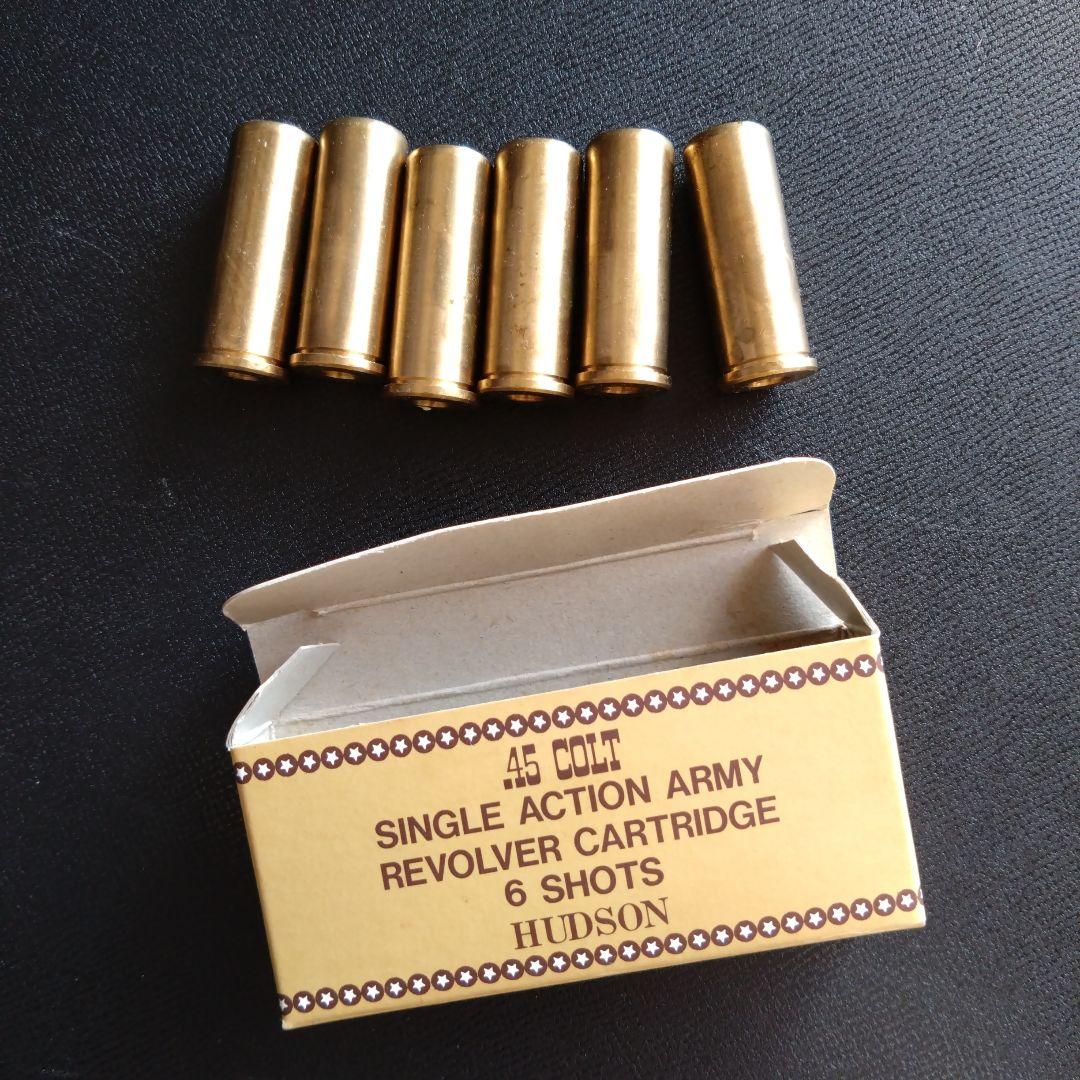 .45 COLT
SINGLE ACTION ARMY
REVOLVER CARTRIDGE
6 SHOTS
HUDSON